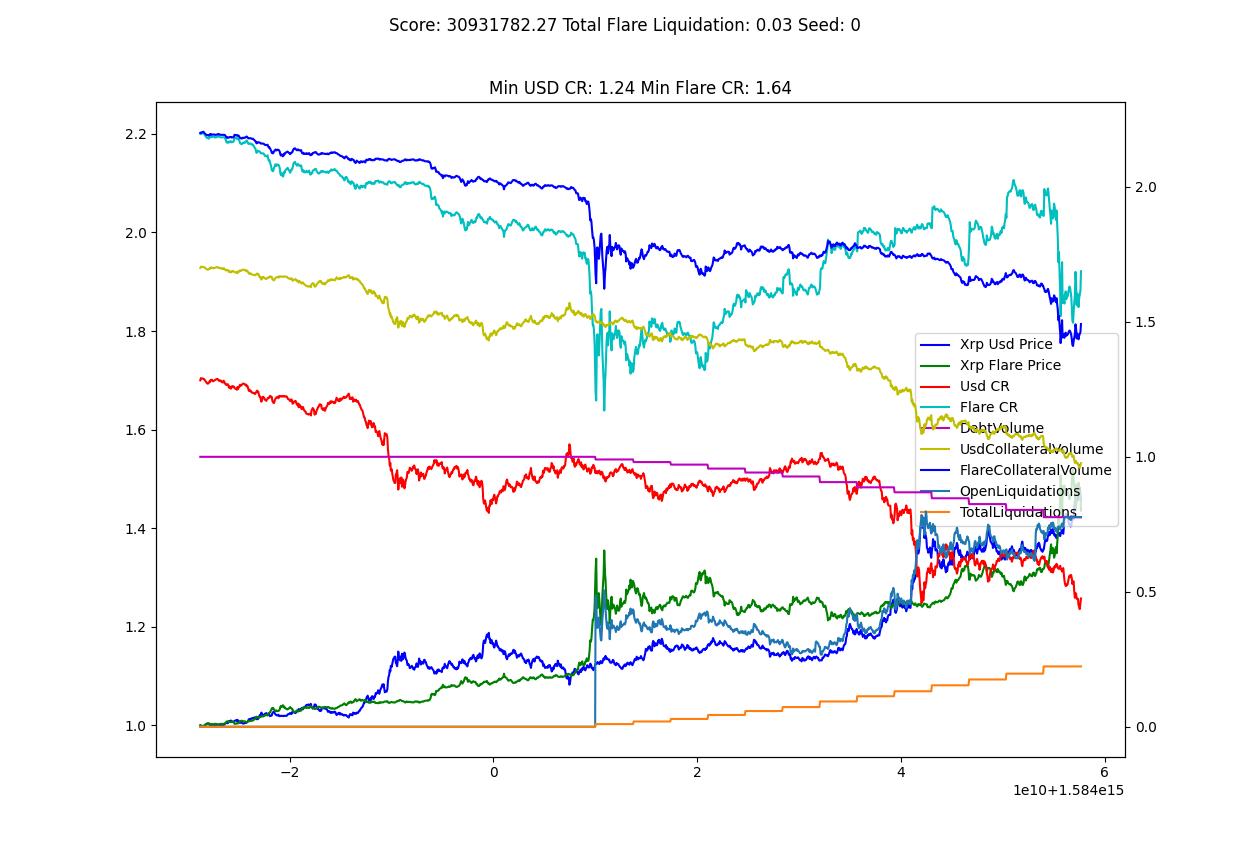 Score: 30931782.27 Total Flare Liquidation: 0.03 Seed: 0
Min USD CR: 1.24 Min Flare CR: 1.64
2.2
2.0
1.8
1.6
1.4
1.2
1.0
2.0
1.5
1.0
0.5
0.0
Xrp Usd Price
Xrp Flare Price
Usd CR
Flare CR
DebtVolume
UsdCollateralVolume
FlareCollateralVolume
OpenLiquidations
TotalLiquidations
−2
0
2
4
6
1e10+1.584e15